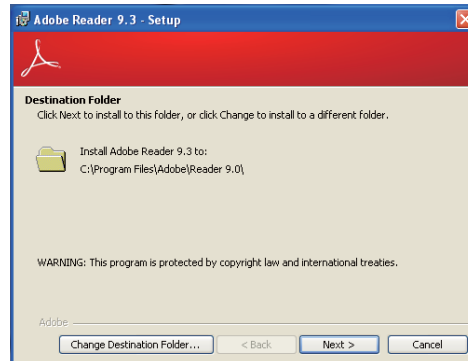 Adobe Reader 9.3 - Setup
Destination Folder
Click Next to install to this folder, or click Change to install to a different folder.
Install Adobe Reader 9.3 to:
C:\Program Files\Adobe\Reader 9.0\
WARNING: This program is protected by copyright law and international treaties.
Adobe
Change Destination Folder... < Back Next > Cancel